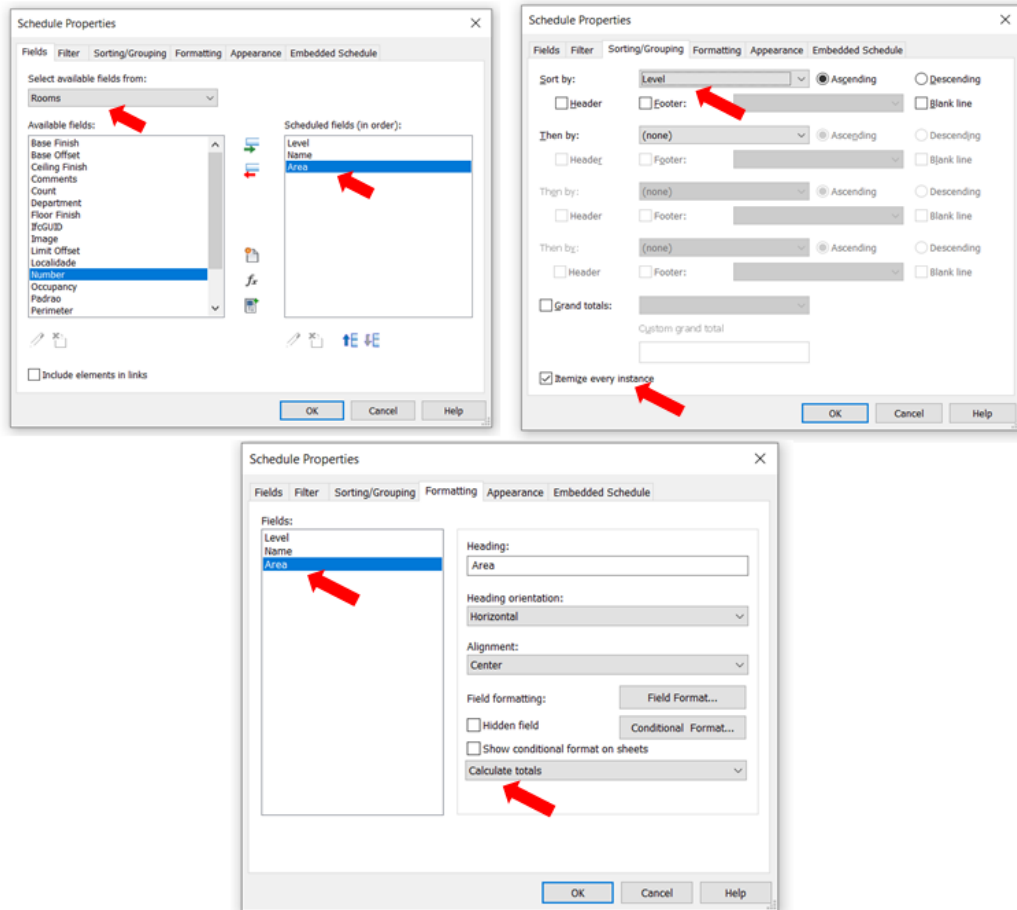 Schedule Properties
Fields Filter Sorting/Grouping Formatting Appearance Embedded Schedule
Select available fields from:
Rooms
Available fields:
Base Finish
Base Offset
Ceiling Finish
Comments
Count
Department
Floor Finish
IfcGUID
Image
Limit Offset
Localidade
Number
Occupancy
Padrao
Perimeter
fx
Scheduled fields (in order):
Level
Name
Area
Include elements in links
OK Cancel Help
Schedule Properties
Fields Filter Sorting/Grouping Formatting Appearance Embedded Schedule
Sort by: Level Ascending Descending
Header Footer: Blank line
Then by: (none) Ascending Descending
Header Footer: Blank line
Then by: (none) Ascending Descending
Header Footer: Blank line
Then by: (none) Ascending Descending
Header Footer: Blank line
Grand totals:
Custom grand total
Itemize every instance
OK Cancel Help
Schedule Properties
Fields Filter Sorting/Grouping Formatting Appearance Embedded Schedule
Fields:
Level
Name
Area
Heading:
Area
Heading orientation:
Horizontal
Alignment:
Center
Field formatting: Field Format...
Hidden field Conditional Format...
Show conditional format on sheets
Calculate totals
OK Cancel Help